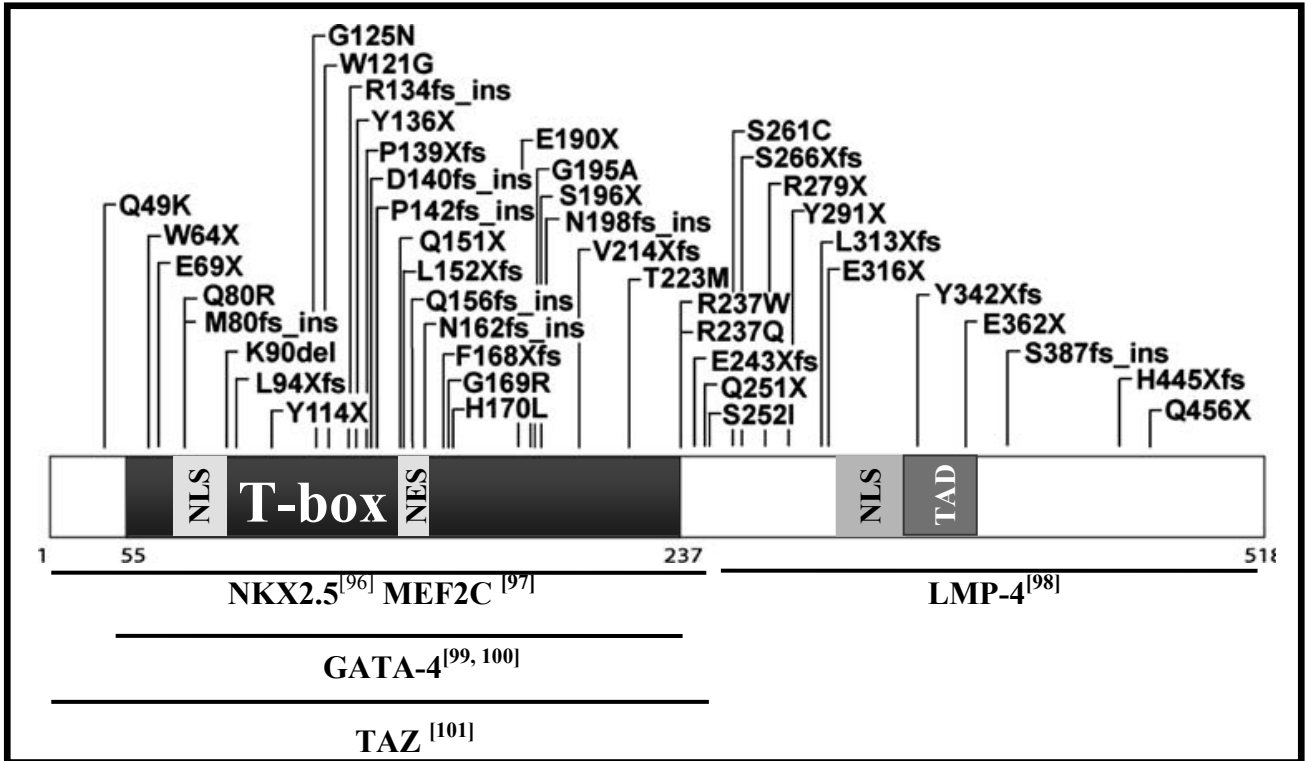 G125N
W121G
R134fs_ins
Y136X
P139Xfs
D140fs_ins
P142fs_ins
Q151X
L152Xfs
Q156fs_ins
N162fs_ins
F168Xfs
G169R
H170L
Q49K
W64X
E69X
Q80R
M80fs_ins
K90del
L94Xfs
Y114X
E190X
G195A
S196X
N198fs_ins
V214Xfs
T223M
R237W
R237Q
E243Xfs
Q251X
S252I
S261C
S266Xfs
R279X
Y291X
L313Xfs
E316X
Y342Xfs
E362X
S387fs_ins
H445Xfs
Q456X
NLS T-box NES NLS TAD
1 55 237 518
NKX2.5[96] MEF2C [97]
LMP-4[98]
GATA-4[99, 100]
TAZ [101]